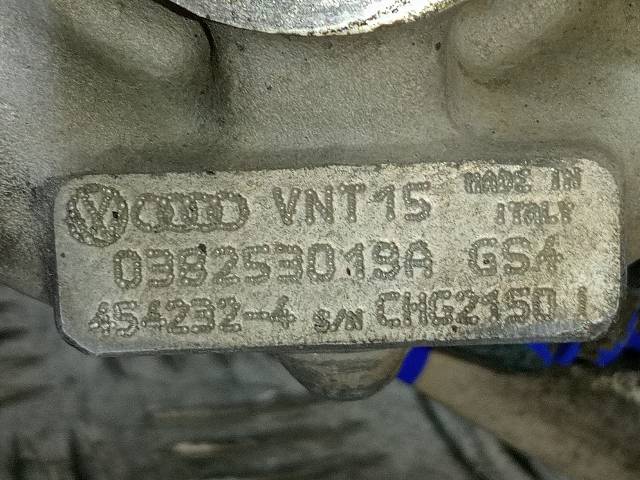 VNT15 MADE IN ITALY
038253019A GS4
454232-4 S/N CHG2150 J